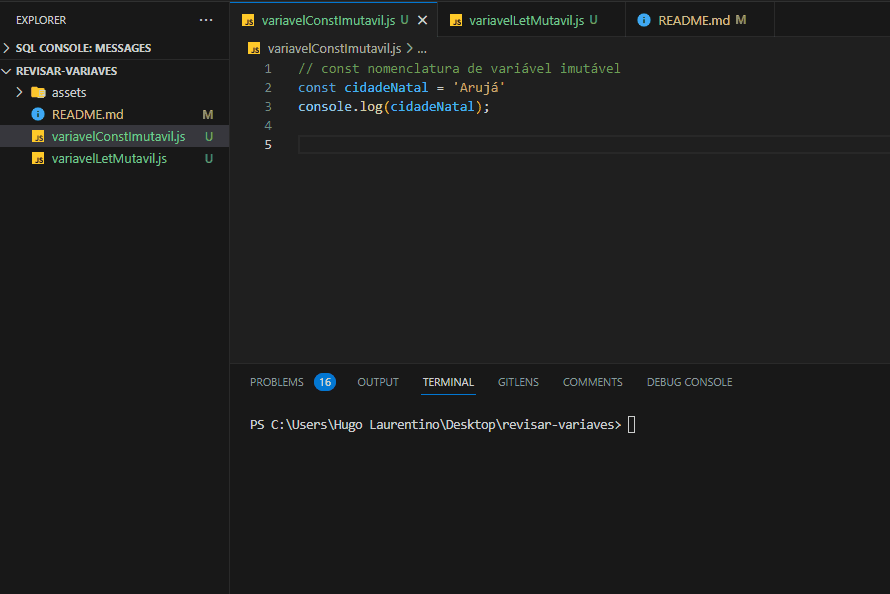 EXPLORER ...
SQL CONSOLE: MESSAGES
REVISAR-VARIAVES
assets
README.md M
variavelConstImutavil.js U
variavelLetMutavil.js U
variavelConstImutavil.js U variavelLetMutavil.js U README.md M
variavelConstImutavil.js > ...
1 // const nomenclatura de variável imutável
2 const cidadeNatal = 'Arujá'
3 console.log(cidadeNatal);
4
5
PROBLEMS 16 OUTPUT TERMINAL GITLENS COMMENTS DEBUG CONSOLE
PS C:\Users\Hugo Laurentino\Desktop\revisar-variaves>